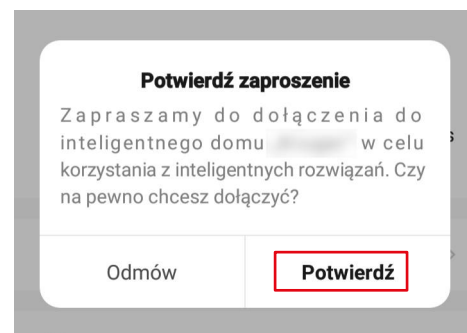 Potwierdź zaproszenie
Zapraszamy do dołączenia do
inteligentnego domu w celu
korzystania z inteligentnych rozwiązań. Czy
na pewno chcesz dołączyć?
Odmów
Potwierdź